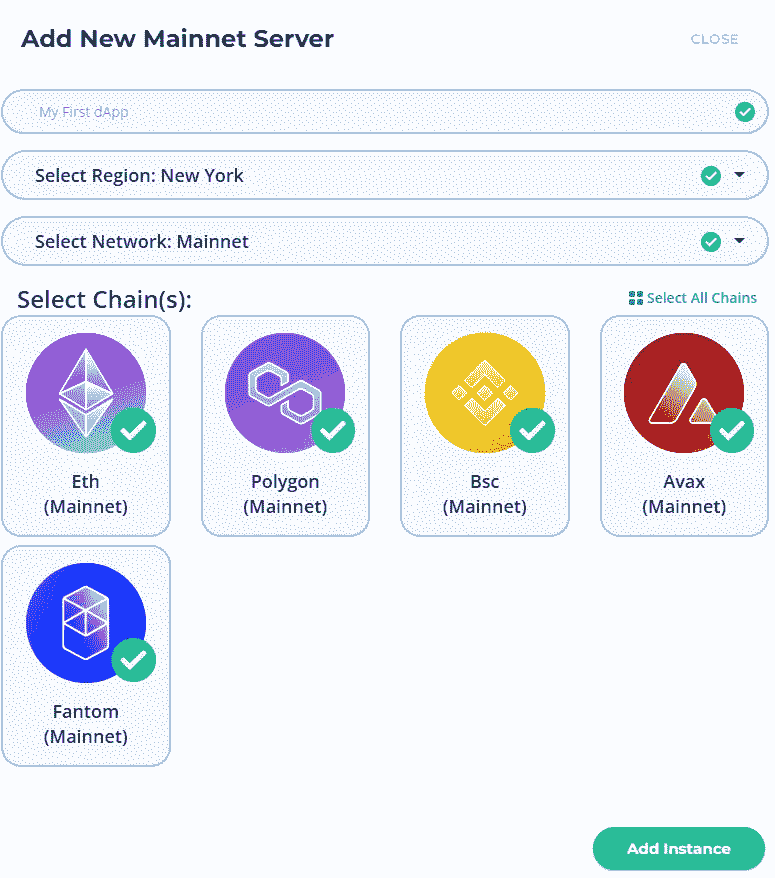 Add New Mainnet Server
CLOSE
My First dApp
Select Region: New York
Select Network: Mainnet
Select Chain(s):
Select All Chains
Eth
(Mainnet)
Polygon
(Mainnet)
Bsc
(Mainnet)
Avax
(Mainnet)
Fantom
(Mainnet)
Add Instance